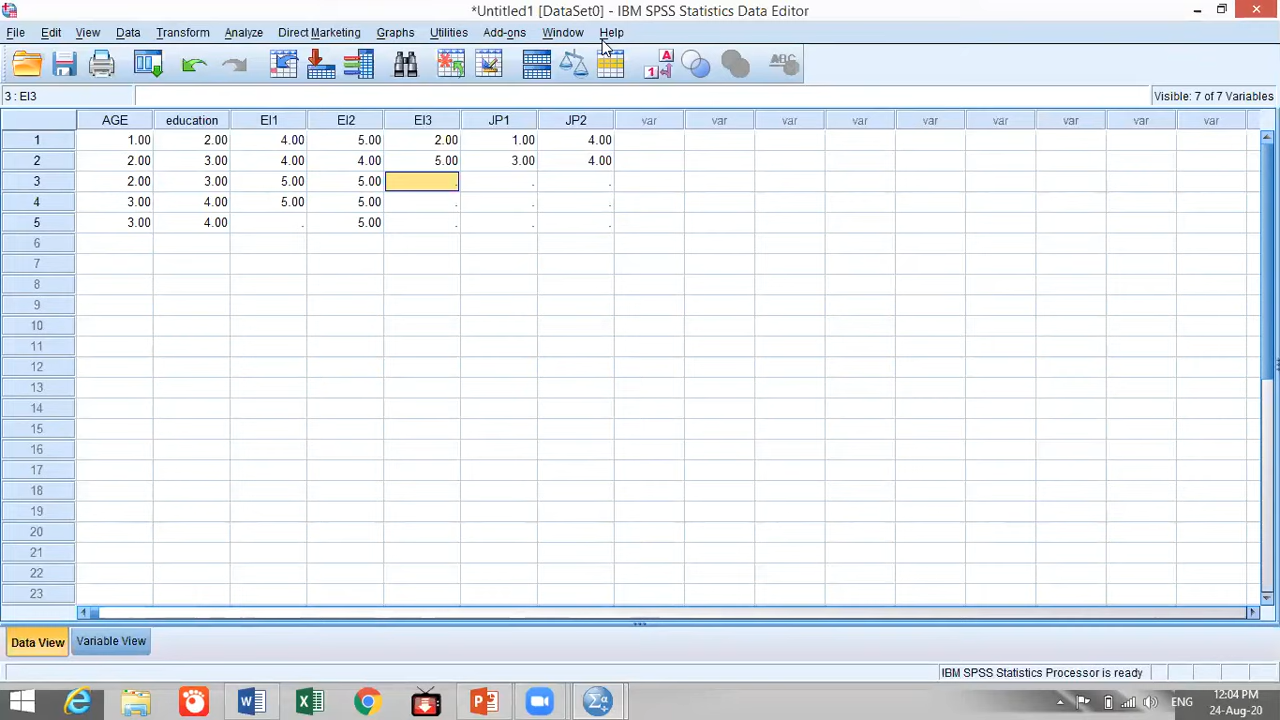 *Untitled1 [DataSet0] - IBM SPSS Statistics Data Editor
File Edit View Data Transform Analyze Direct Marketing Graphs Utilities Add-ons Window Help
A
1
ABC
3 : EI3 Visible: 7 of 7 Variables
AGE education EI1 EI2 EI3 JP1 JP2 var var var var var var var var var
1 1.00 2.00 4.00 5.00 2.00 1.00 4.00
2 2.00 3.00 4.00 4.00 5.00 3.00 4.00
3 2.00 3.00 5.00 5.00 . . .
4 3.00 4.00 5.00 5.00 . . .
5 3.00 4.00 . 5.00 . . .
6
7
8
9
10
11
12
13
14
15
16
17
18
19
20
21
22
23
Data View Variable View
IBM SPSS Statistics Processor is ready
ENG
12:04 PM
24-Aug-20